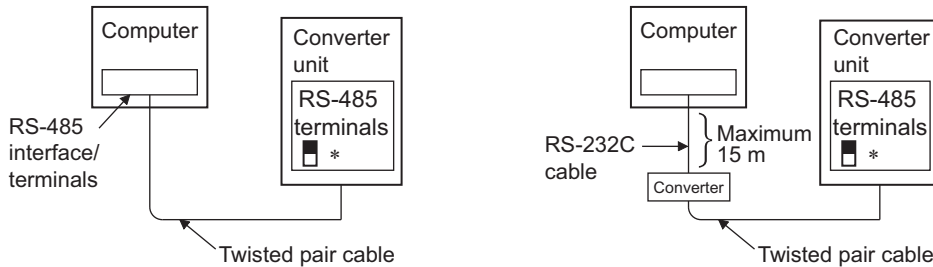 Computer
Converter
unit
RS-485
terminals
*
RS-485
interface/
terminals
Twisted pair cable
Computer
Converter
unit
RS-485
terminals
*
RS-232C
cable
Maximum
15 m
Converter
Twisted pair cable